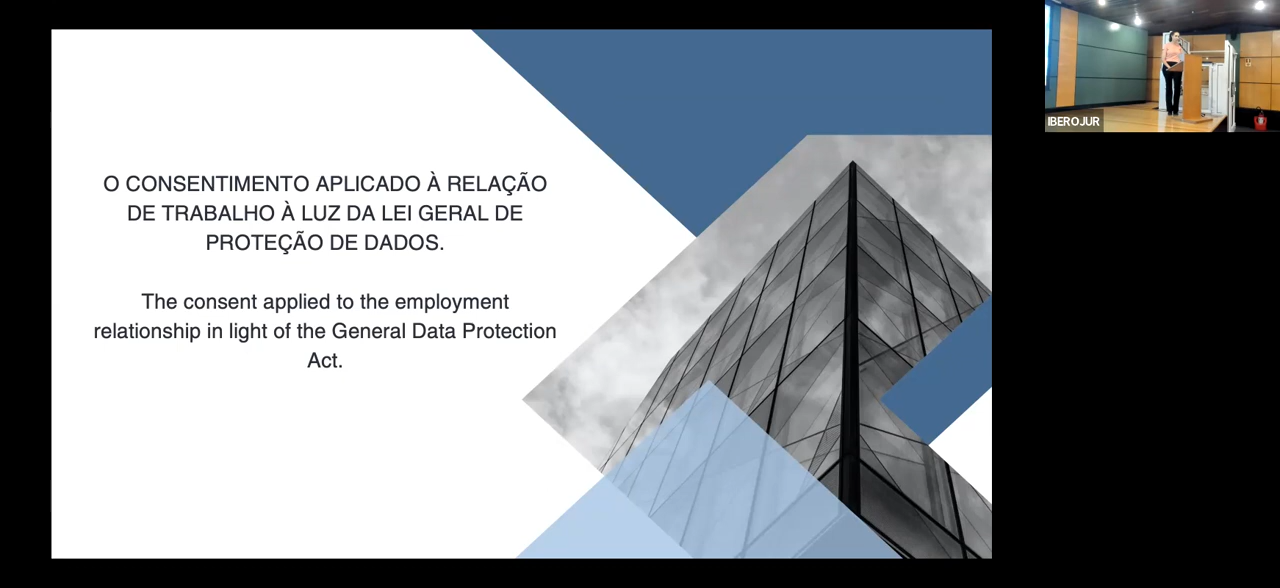 O CONSENTIMENTO APLICADO À RELAÇÃO
DE TRABALHO À LUZ DA LEI GERAL DE
PROTEÇÃO DE DADOS.
The consent applied to the employment
relationship in light of the General Data Protection
Act.
IBEROJUR